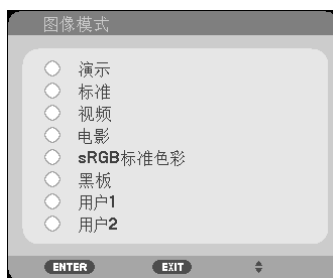 图像模式
演示
标准
视频
电影
sRGB标准色彩
黑板
用户1
用户2
ENTER EXIT